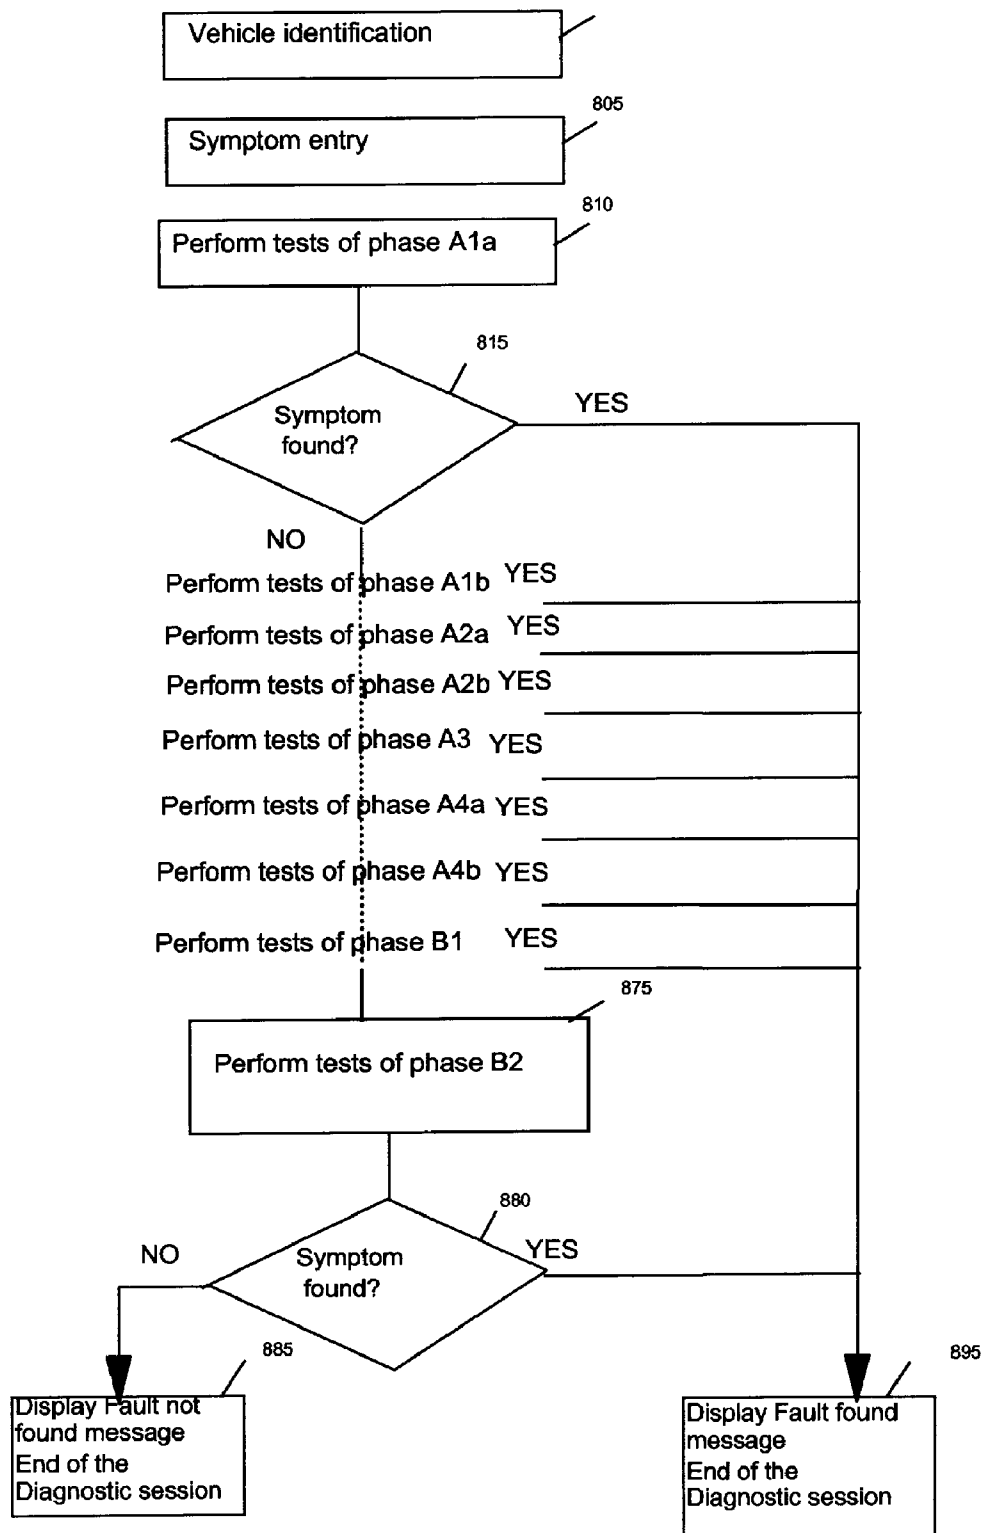 Vehicle identification
805
Symptom entry
810
Perform tests of phase A1a
815
Symptom
found?
YES
NO
Perform tests of phase A1b YES
Perform tests of phase A2a YES
Perform tests of phase A2b YES
Perform tests of phase A3 YES
Perform tests of phase A4a YES
Perform tests of phase A4b YES
Perform tests of phase B1 YES
875
Perform tests of phase B2
880
NO
Symptom
found?
YES
885
Display Fault not
found message
End of the
Diagnostic session
895
Display Fault found
message
End of the
Diagnostic session